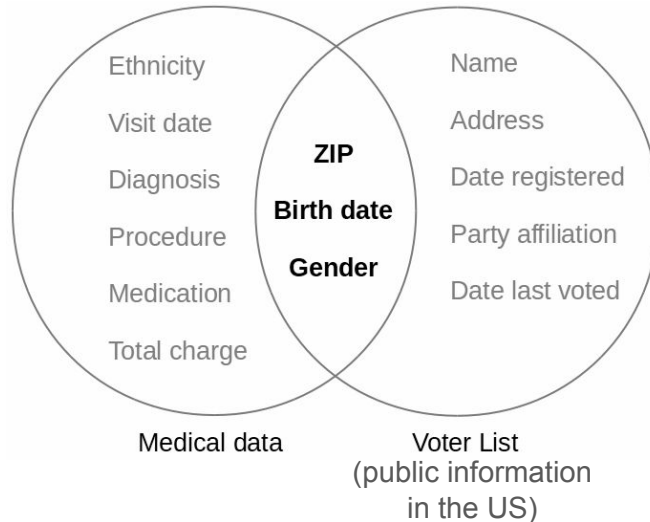 Ethnicity
Visit date
Diagnosis
Procedure
Medication
Total charge
ZIP
Birth date
Gender
Name
Address
Date registered
Party affiliation
Date last voted
Medical data
Voter List
(public information
in the US)